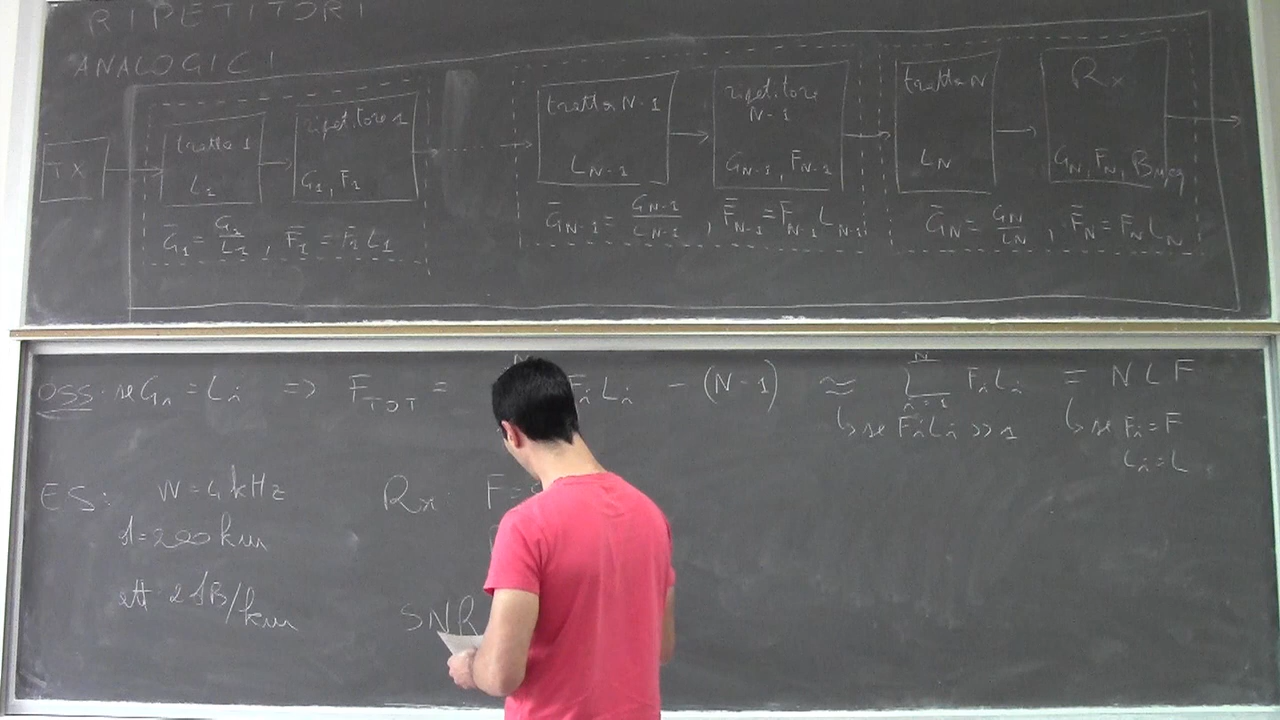 RIPETITORI
ANALOGICI
TX
tratta 1
L₁
ripetitore 1
G₁, F₁
Ḡ₁ = G₁/L₁ , F̄₁ = F₁L₁
tratta N-1
L_{N-1}
ripetitore
N-1
G_{N-1}, F_{N-1}
Ḡ_{N-1} = G_{N-1}/L_{N-1} , F̄_{N-1} = F_{N-1} L_{N-1}
tratta N
L_N
Rx
G_N, F_N,
Ḡ_N = G_N/L_N , F̄_N = F_N L_N
OSS. se G_i = L_i ⇒ F_TOT = F_i L_i - (N-1) ≈ Σ_{i=1}^{N} F_i L_i = N L F
↳ se F_i L_i >> 1
↳ se F_i = F
L_i = L
ES: W = 4 kHz
d = 200 km
att 2 dB/km
Rx: F =
SNR